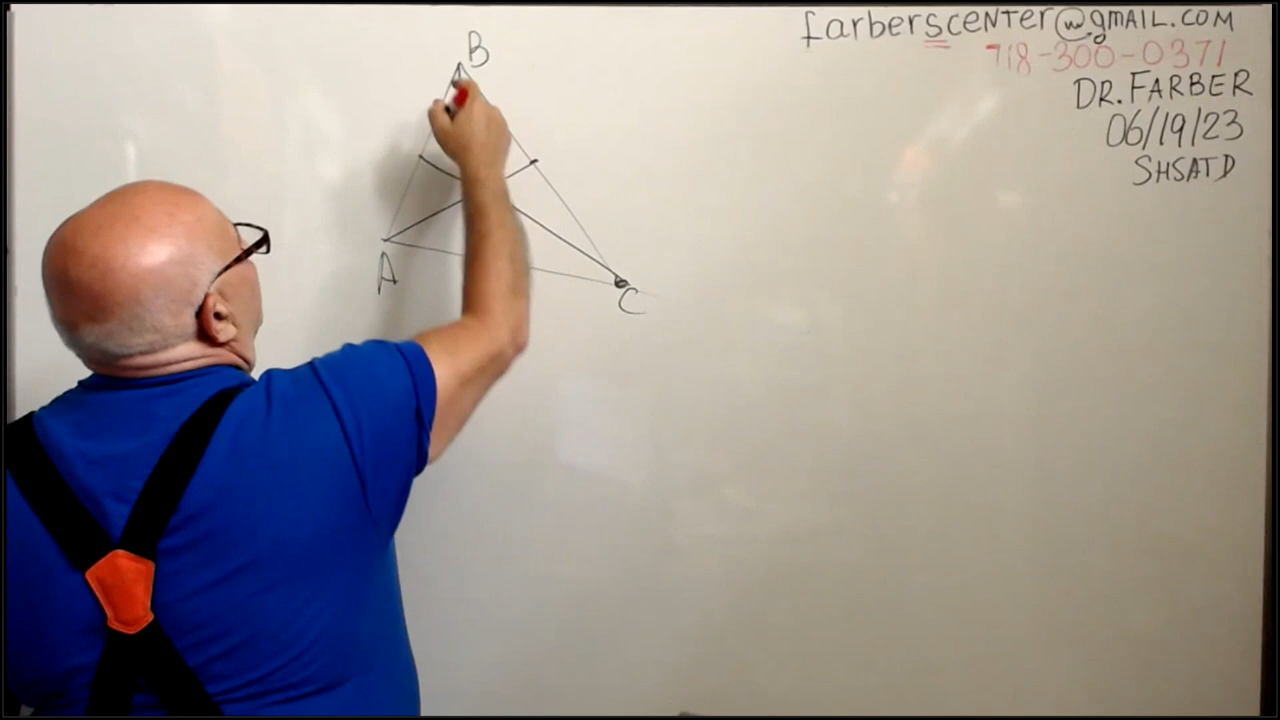 farberscenter@gmail.com
718-300-0371
DR. FARBER
06/19/23
SHSATD
B
A
C